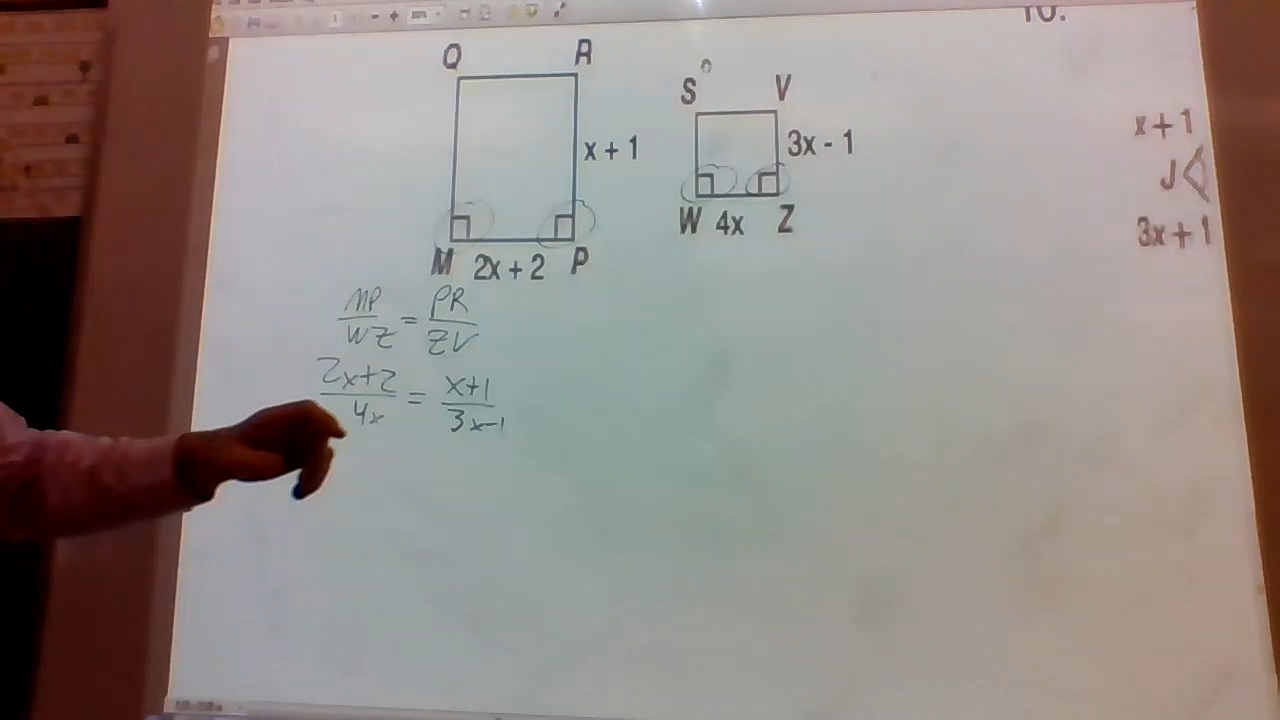 10.
Q R
S V
x + 1
3x - 1
x + 1
J
3x + 1
W 4x Z
M 2x + 2 P
MP/WZ = PR/ZV
2x+2/4x = x+1/3x-1